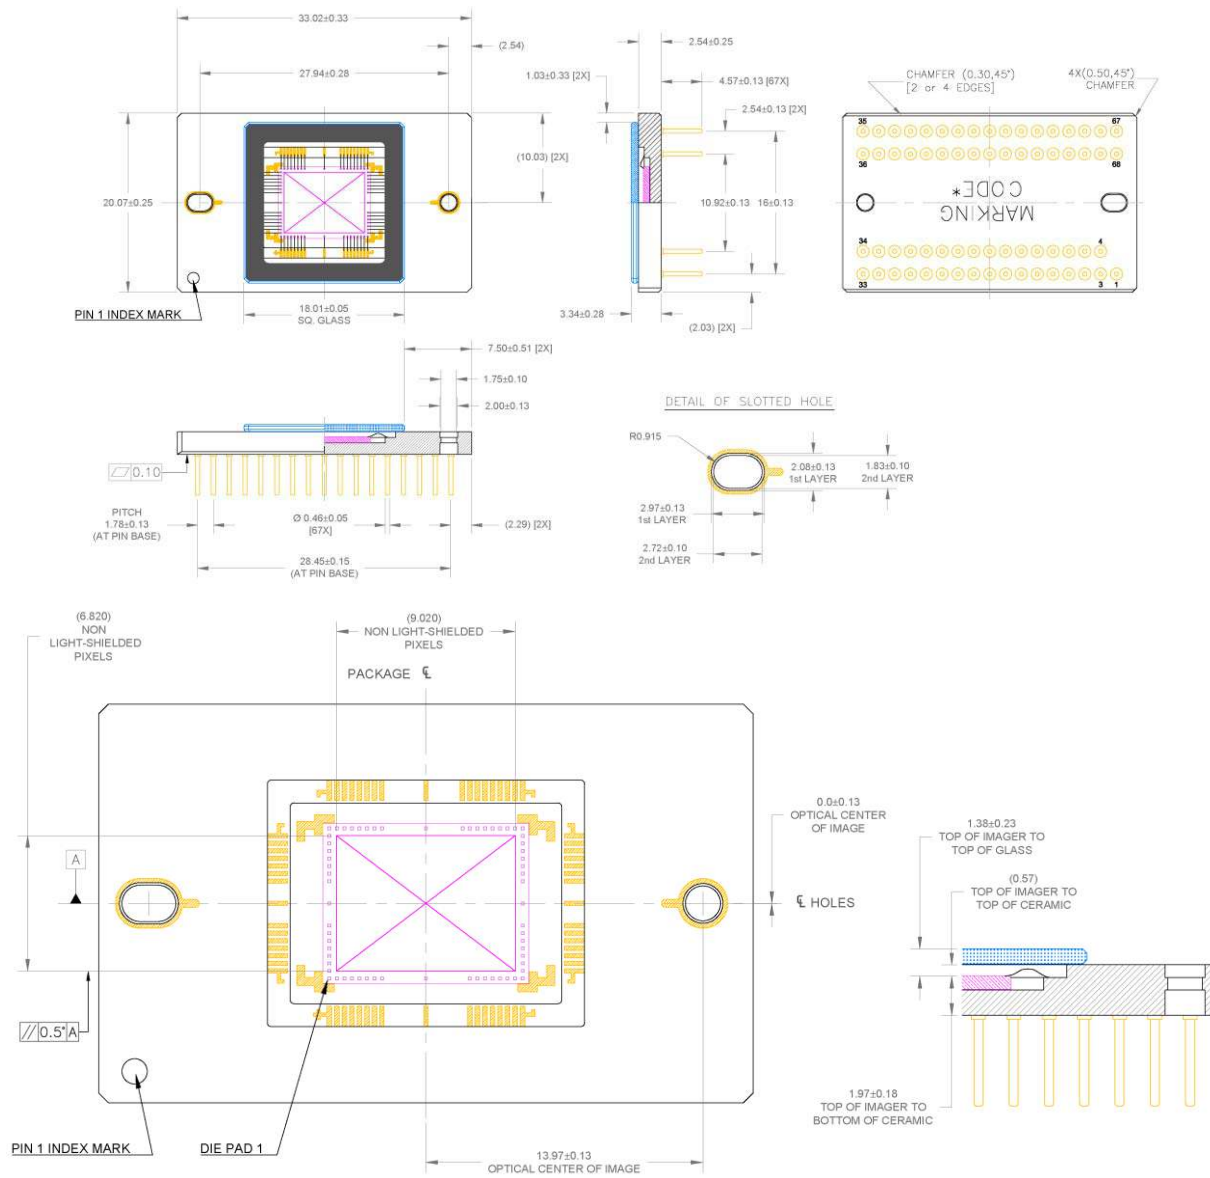 33.02±0.33
(2.54)
27.94±0.28
(10.03) [2X]
20.07±0.25
PIN 1 INDEX MARK
18.01±0.05
SQ. GLASS
2.54±0.25
1.03±0.33 [2X]
4.57±0.13 [67X]
2.54±0.13 [2X]
10.92±0.13
16±0.13
3.34±0.28
(2.03) [2X]
CHAMFER (0.30,45°)
[2 or 4 EDGES]
4X(0.50,45°)
CHAMFER
35
67
36
68
MARKING
CODE*
34
4
33
3
1
7.50±0.51 [2X]
1.75±0.10
2.00±0.13
0.10
PITCH
1.78±0.13
(AT PIN BASE)
Ø 0.46±0.05
[67X]
(2.29) [2X]
28.45±0.15
(AT PIN BASE)
DETAIL OF SLOTTED HOLE
R0.915
2.08±0.13
1st LAYER
1.83±0.10
2nd LAYER
2.97±0.13
1st LAYER
2.72±0.10
2nd LAYER
(6.820)
NON
LIGHT-SHIELDED
PIXELS
(9.020)
NON LIGHT-SHIELDED
PIXELS
PACKAGE ℄
0.0±0.13
OPTICAL CENTER
OF IMAGE
A
℄ HOLES
// 0.5° A
PIN 1 INDEX MARK
DIE PAD 1
13.97±0.13
OPTICAL CENTER OF IMAGE
1.38±0.23
TOP OF IMAGER TO
TOP OF GLASS
(0.57)
TOP OF IMAGER TO
TOP OF CERAMIC
1.97±0.18
TOP OF IMAGER TO
BOTTOM OF CERAMIC